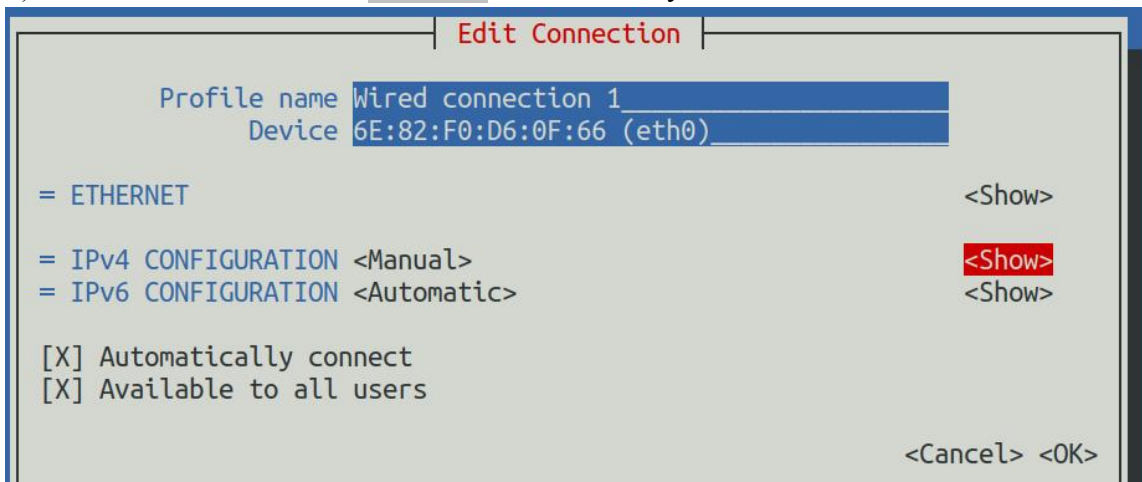 Edit Connection
Profile name Wired connection 1
Device 6E:82:F0:D6:0F:66 (eth0)
= ETHERNET <Show>
= IPv4 CONFIGURATION <Manual> <Show>
= IPv6 CONFIGURATION <Automatic> <Show>
[X] Automatically connect
[X] Available to all users
<Cancel> <OK>